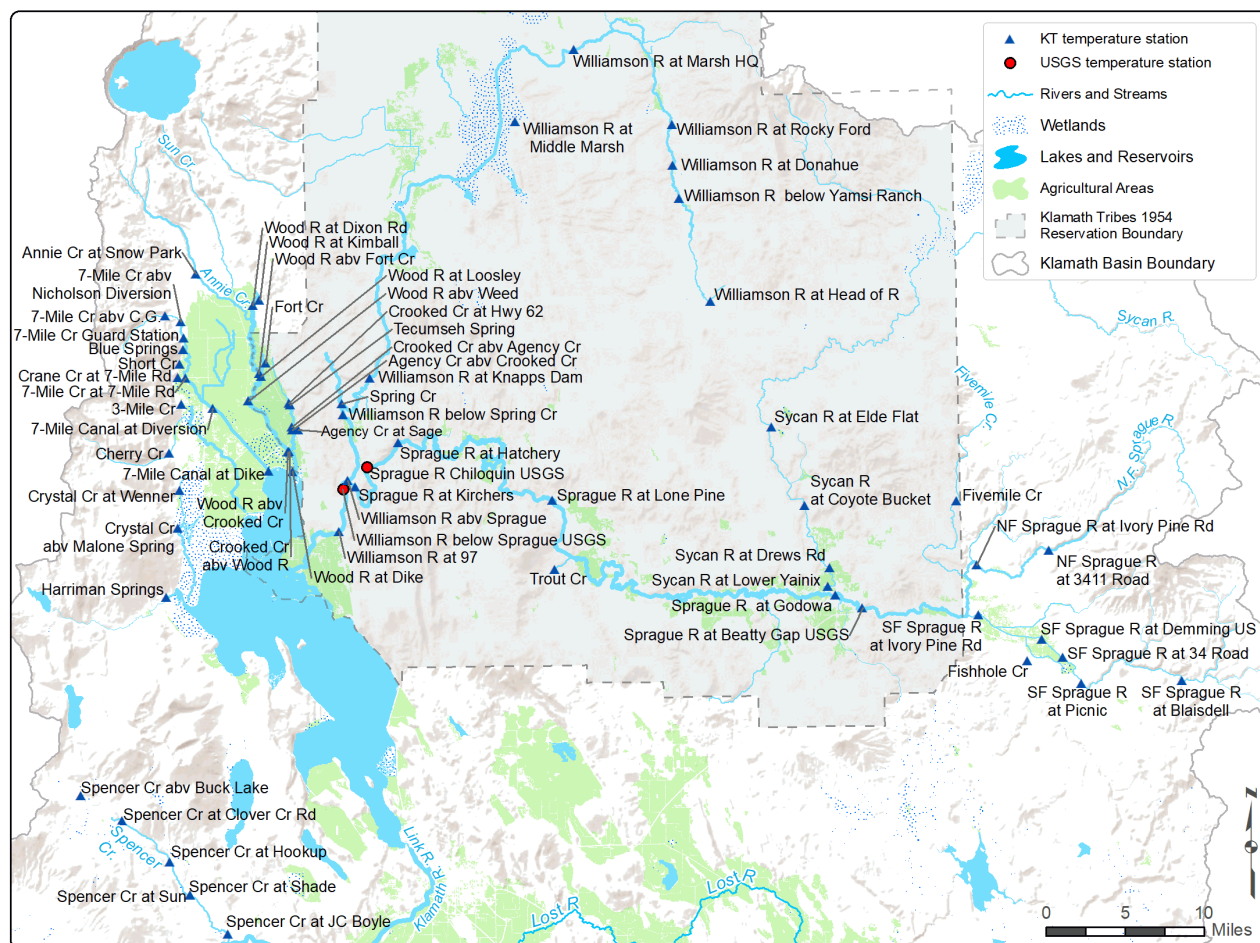 Williamson R at Marsh HQ
Williamson R at
Middle Marsh
Williamson R at Rocky Ford
Williamson R at Donahue
Williamson R below Yamsi Ranch
Williamson R at Head of R
KT temperature station
USGS temperature station
Rivers and Streams
Wetlands
Lakes and Reservoirs
Agricultural Areas
Klamath Tribes 1954
Reservation Boundary
Klamath Basin Boundary
Sun Cr.
Annie Cr.
Annie Cr at Snow Park
7-Mile Cr abv
Nicholson Diversion
7-Mile Cr abv C.G.
7-Mile Cr Guard Station
Blue Springs
Short Cr
Crane Cr at 7-Mile Rd
7-Mile Cr at 7-Mile Rd
3-Mile Cr
7-Mile Canal at Diversion
Cherry Cr
7-Mile Canal at Dike
Crystal Cr at Wenner
Wood R abv
Crooked Cr
Crystal Cr
abv Malone Spring
Crooked Cr
abv Wood R
Harriman Springs
Wood R at Dixon Rd
Wood R at Kimball
Wood R abv Fort Cr
Fort Cr
Wood R at Loosley
Wood R abv Weed
Crooked Cr at Hwy 62
Tecumseh Spring
Crooked Cr abv Agency Cr
Agency Cr abv Crooked Cr
Williamson R at Knapps Dam
Spring Cr
Williamson R below Spring Cr
Agency Cr at Sage
Sprague R at Hatchery
Sprague R Chiloquin USGS
Sprague R at Kirchers
Williamson R abv Sprague
Williamson R below Sprague USGS
Williamson R at 97
Wood R at Dike
Sprague R at Lone Pine
Trout Cr
Sycan R at Elde Flat
Sycan R
at Coyote Bucket
Sycan R at Drews Rd
Sycan R at Lower Yainix
Sprague R at Godowa
Sprague R at Beatty Gap USGS
Sycan R.
Fivemile Cr.
N.F. Sprague R.
Fivemile Cr
NF Sprague R at Ivory Pine Rd
NF Sprague R
at 3411 Road
SF Sprague R
at Ivory Pine Rd
SF Sprague R at Demming US
SF Sprague R at 34 Road
Fishhole Cr
SF Sprague R
at Picnic
SF Sprague R
at Blaisdell
Spencer Cr abv Buck Lake
Spencer Cr at Clover Cr Rd
Spencer
Cr.
Spencer Cr at Hookup
Spencer Cr at Shade
Spencer Cr at Sun
Spencer Cr at JC Boyle
Link R.
Klamath R.
Lost R
Lost R
N
0 5 10
Miles